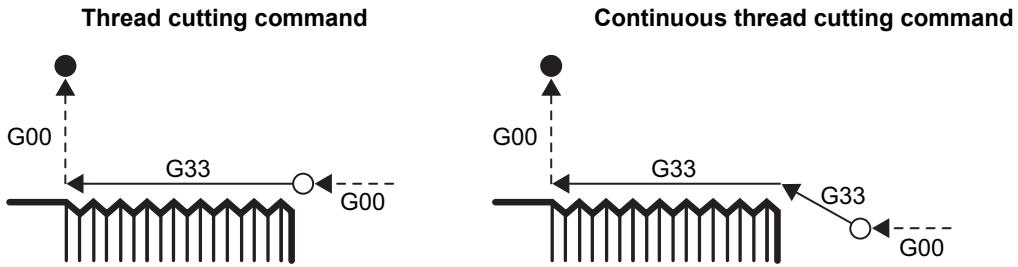 Thread cutting command
Continuous thread cutting command
G00
G33
G00
G00
G33
G33
G00